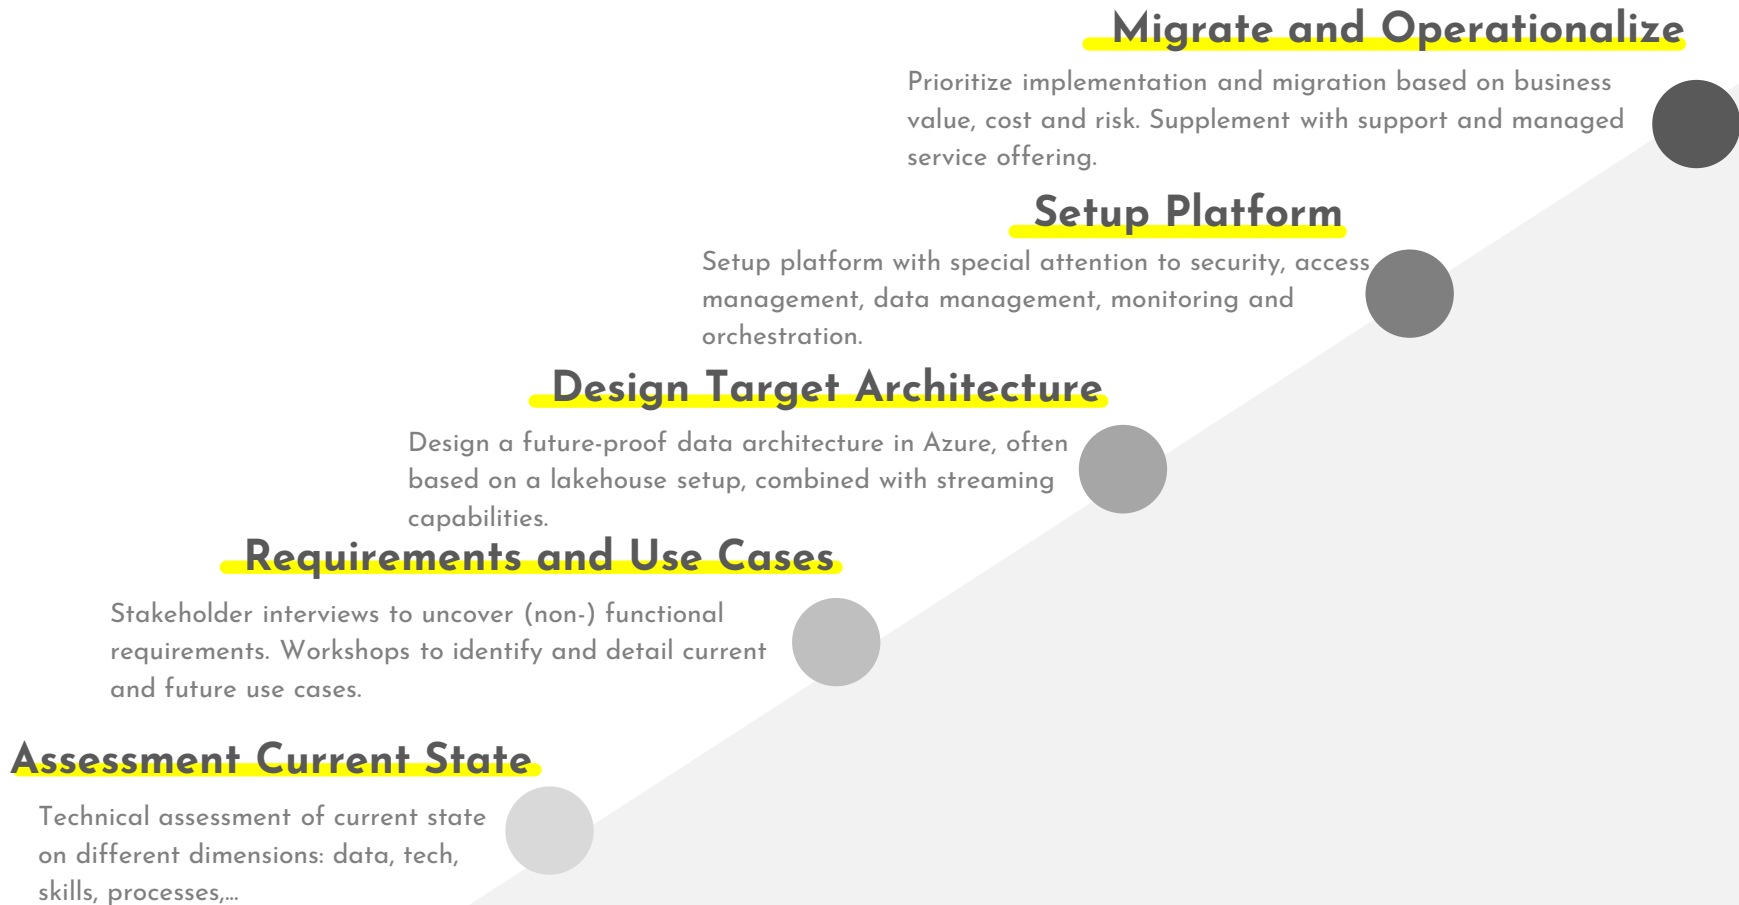 Migrate and Operationalize
Prioritize implementation and migration based on business
value, cost and risk. Supplement with support and managed
service offering.
Setup Platform
Setup platform with special attention to security, access
management, data management, monitoring and
orchestration.
Design Target Architecture
Design a future-proof data architecture in Azure, often
based on a lakehouse setup, combined with streaming
capabilities.
Requirements and Use Cases
Stakeholder interviews to uncover (non-) functional
requirements. Workshops to identify and detail current
and future use cases.
Assessment Current State
Technical assessment of current state
on different dimensions: data, tech,
skills, processes,...